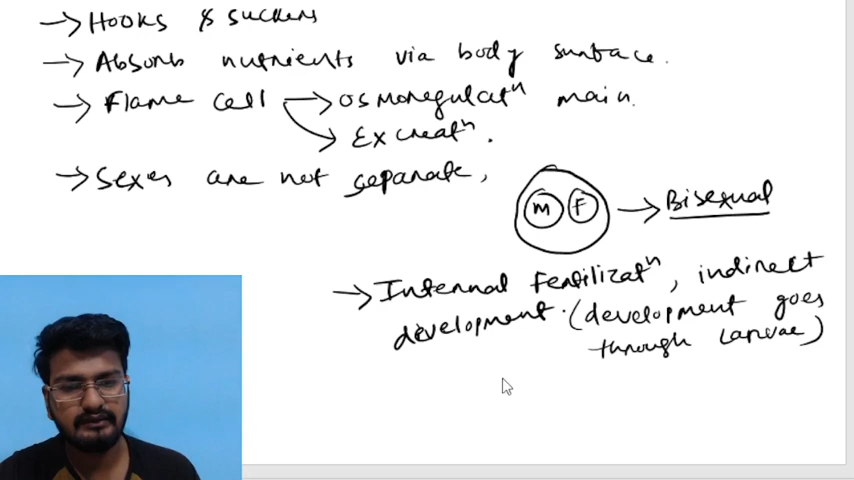 → Hooks & suckers
→ Absorb nutrients via body surface.
→ Flame cell → osmoregulatⁿ main.
→ Excreatⁿ.
→ Sexes are not separate,
M F → Bisexual
→ Internal Fertilizatⁿ, indirect
development. (development goes
through larvae)